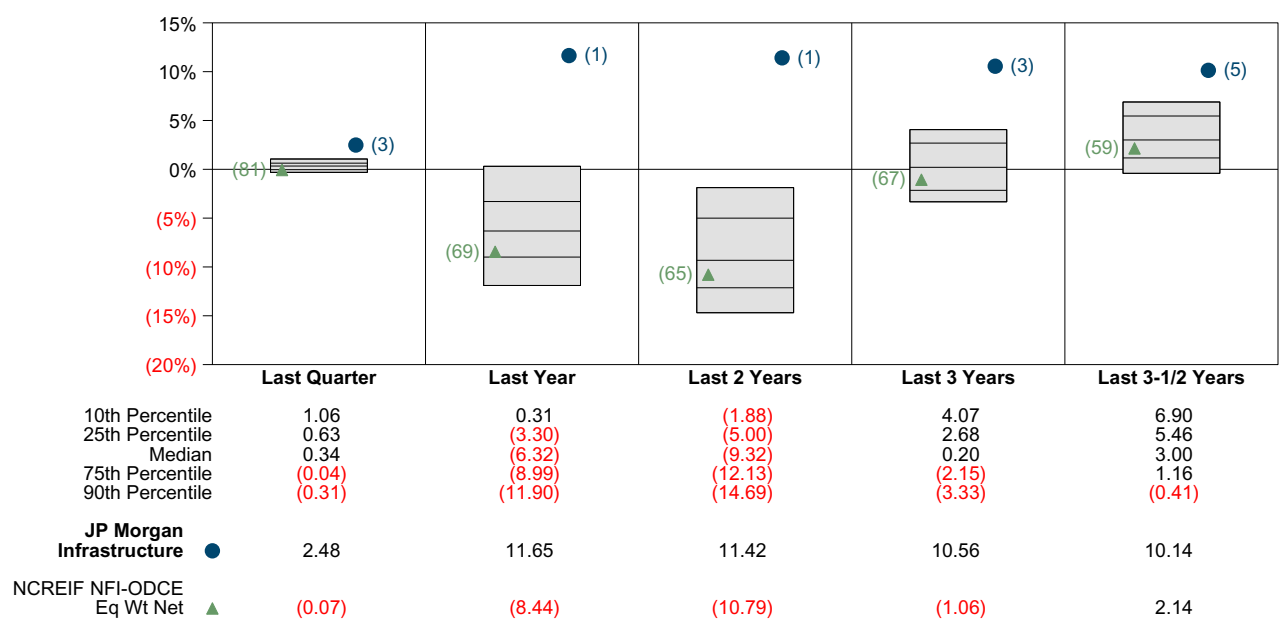 15%
10%
5%
0%
(5%)
(10%)
(15%)
(20%)
(3) (1) (1) (3) (5)
(81) (69) (65) (67) (59)
Last Quarter Last Year Last 2 Years Last 3 Years Last 3-1/2 Years
10th Percentile 1.06 0.31 (1.88) 4.07 6.90
25th Percentile 0.63 (3.30) (5.00) 2.68 5.46
Median 0.34 (6.32) (9.32) 0.20 3.00
75th Percentile (0.04) (8.99) (12.13) (2.15) 1.16
90th Percentile (0.31) (11.90) (14.69) (3.33) (0.41)
JP Morgan
Infrastructure 2.48 11.65 11.42 10.56 10.14
NCREIF NFI-ODCE
Eq Wt Net (0.07) (8.44) (10.79) (1.06) 2.14